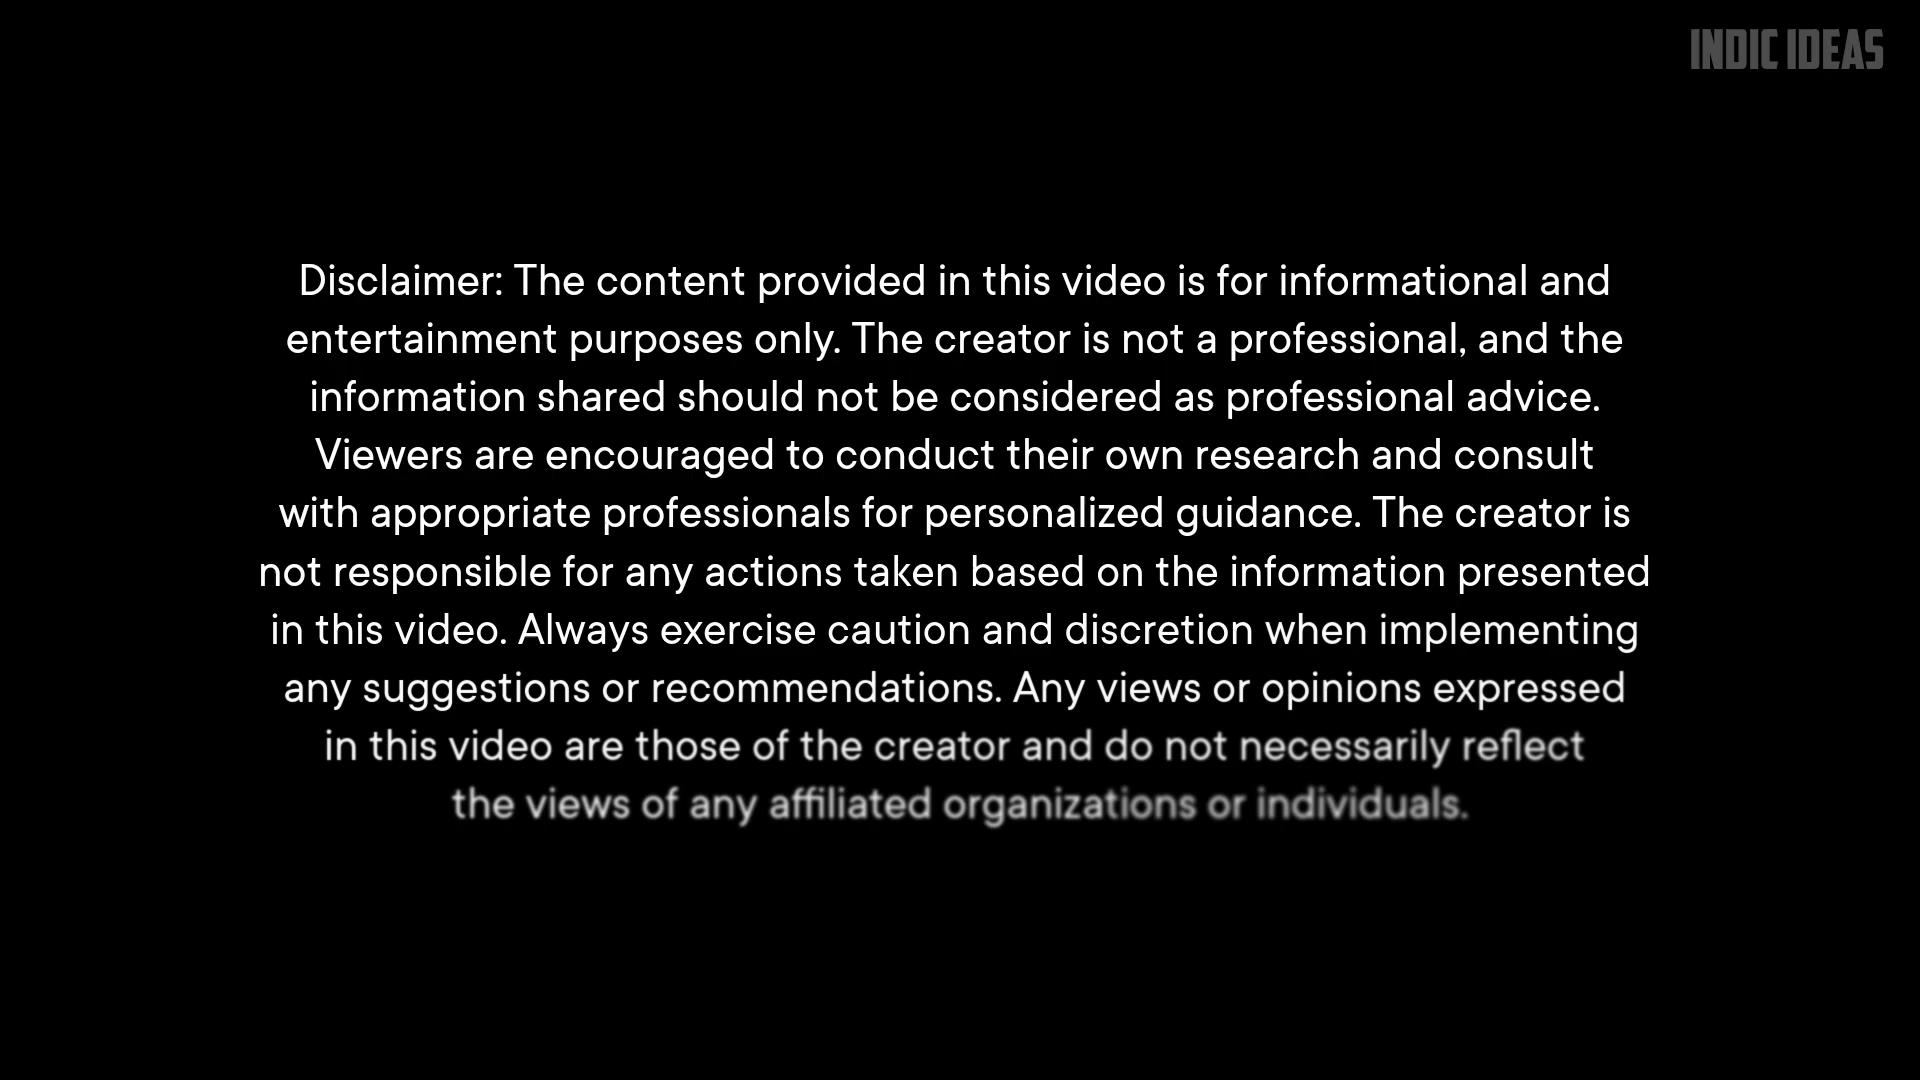 INDIC IDEAS
Disclaimer: The content provided in this video is for informational and
entertainment purposes only. The creator is not a professional, and the
information shared should not be considered as professional advice.
Viewers are encouraged to conduct their own research and consult
with appropriate professionals for personalized guidance. The creator is
not responsible for any actions taken based on the information presented
in this video. Always exercise caution and discretion when implementing
any suggestions or recommendations. Any views or opinions expressed
in this video are those of the creator and do not necessarily reflect
the views of any affiliated organizations or individuals.